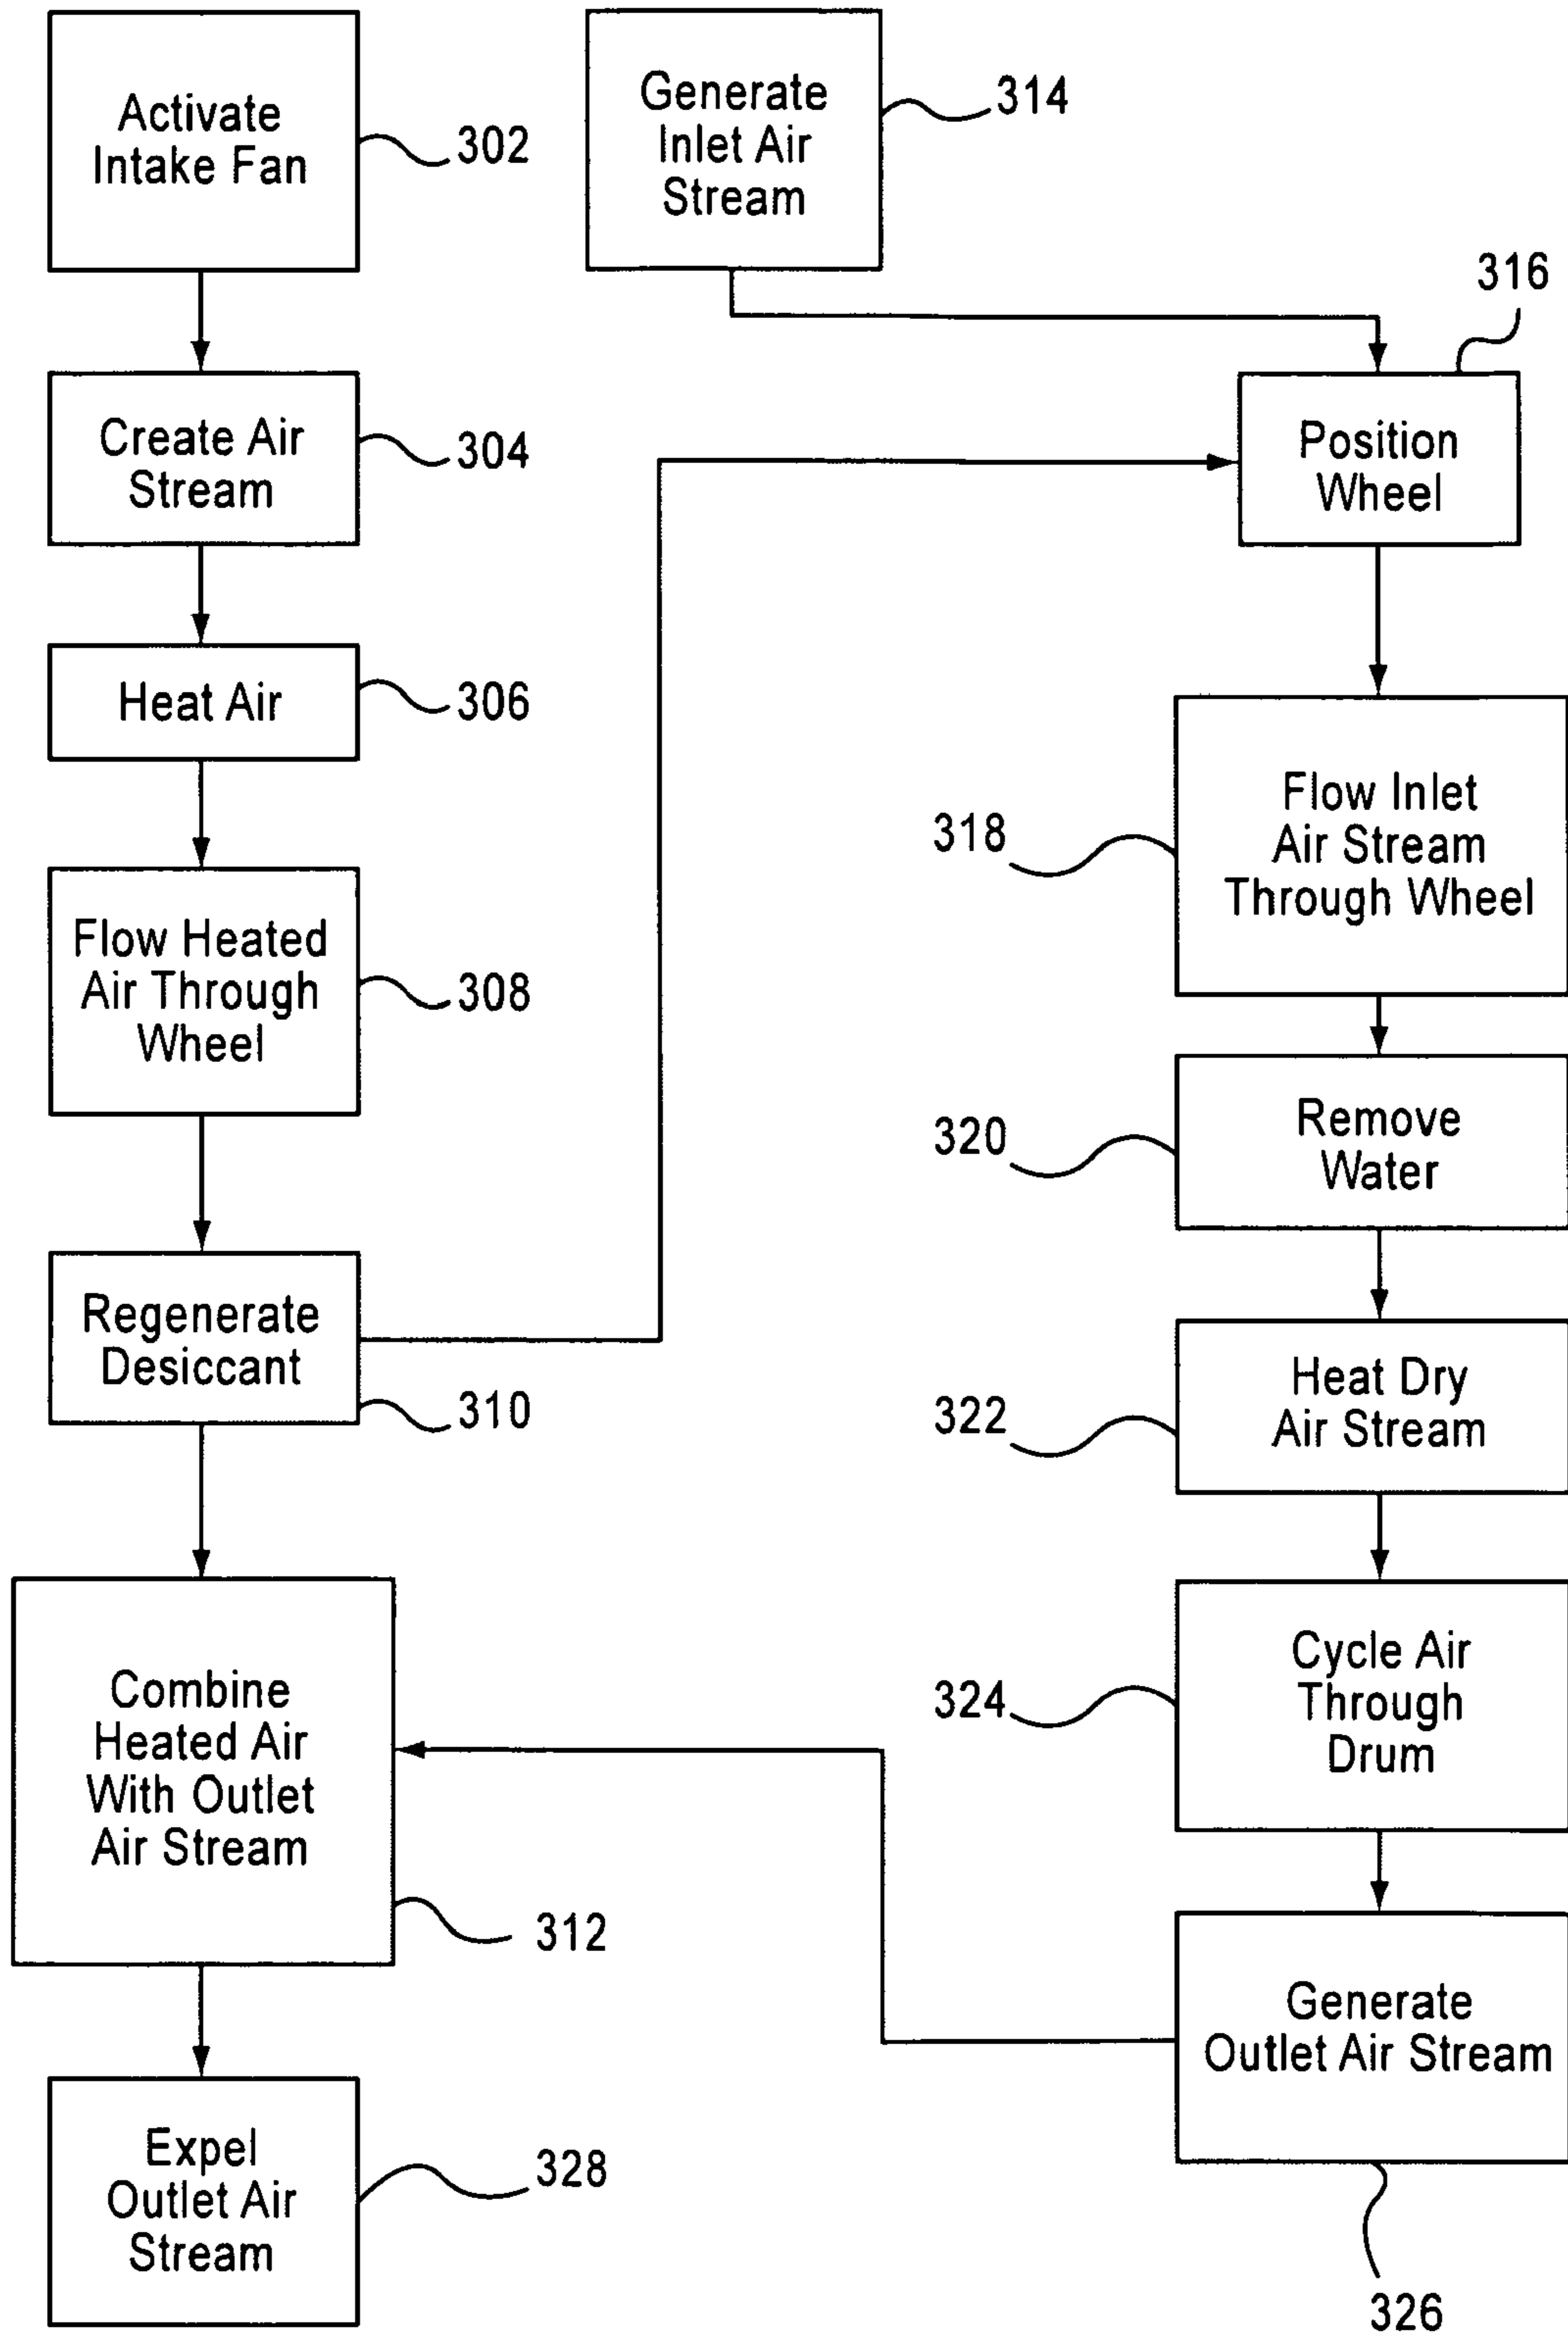 Activate
Intake Fan
302
Create Air
Stream
304
Heat Air
306
Flow Heated
Air Through
Wheel
308
Regenerate
Desiccant
310
Combine
Heated Air
With Outlet
Air Stream
312
Expel
Outlet Air
Stream
328
Generate
Inlet Air
Stream
314
316
Position
Wheel
318
Flow Inlet
Air Stream
Through Wheel
320
Remove
Water
322
Heat Dry
Air Stream
324
Cycle Air
Through
Drum
Generate
Outlet Air Stream
326